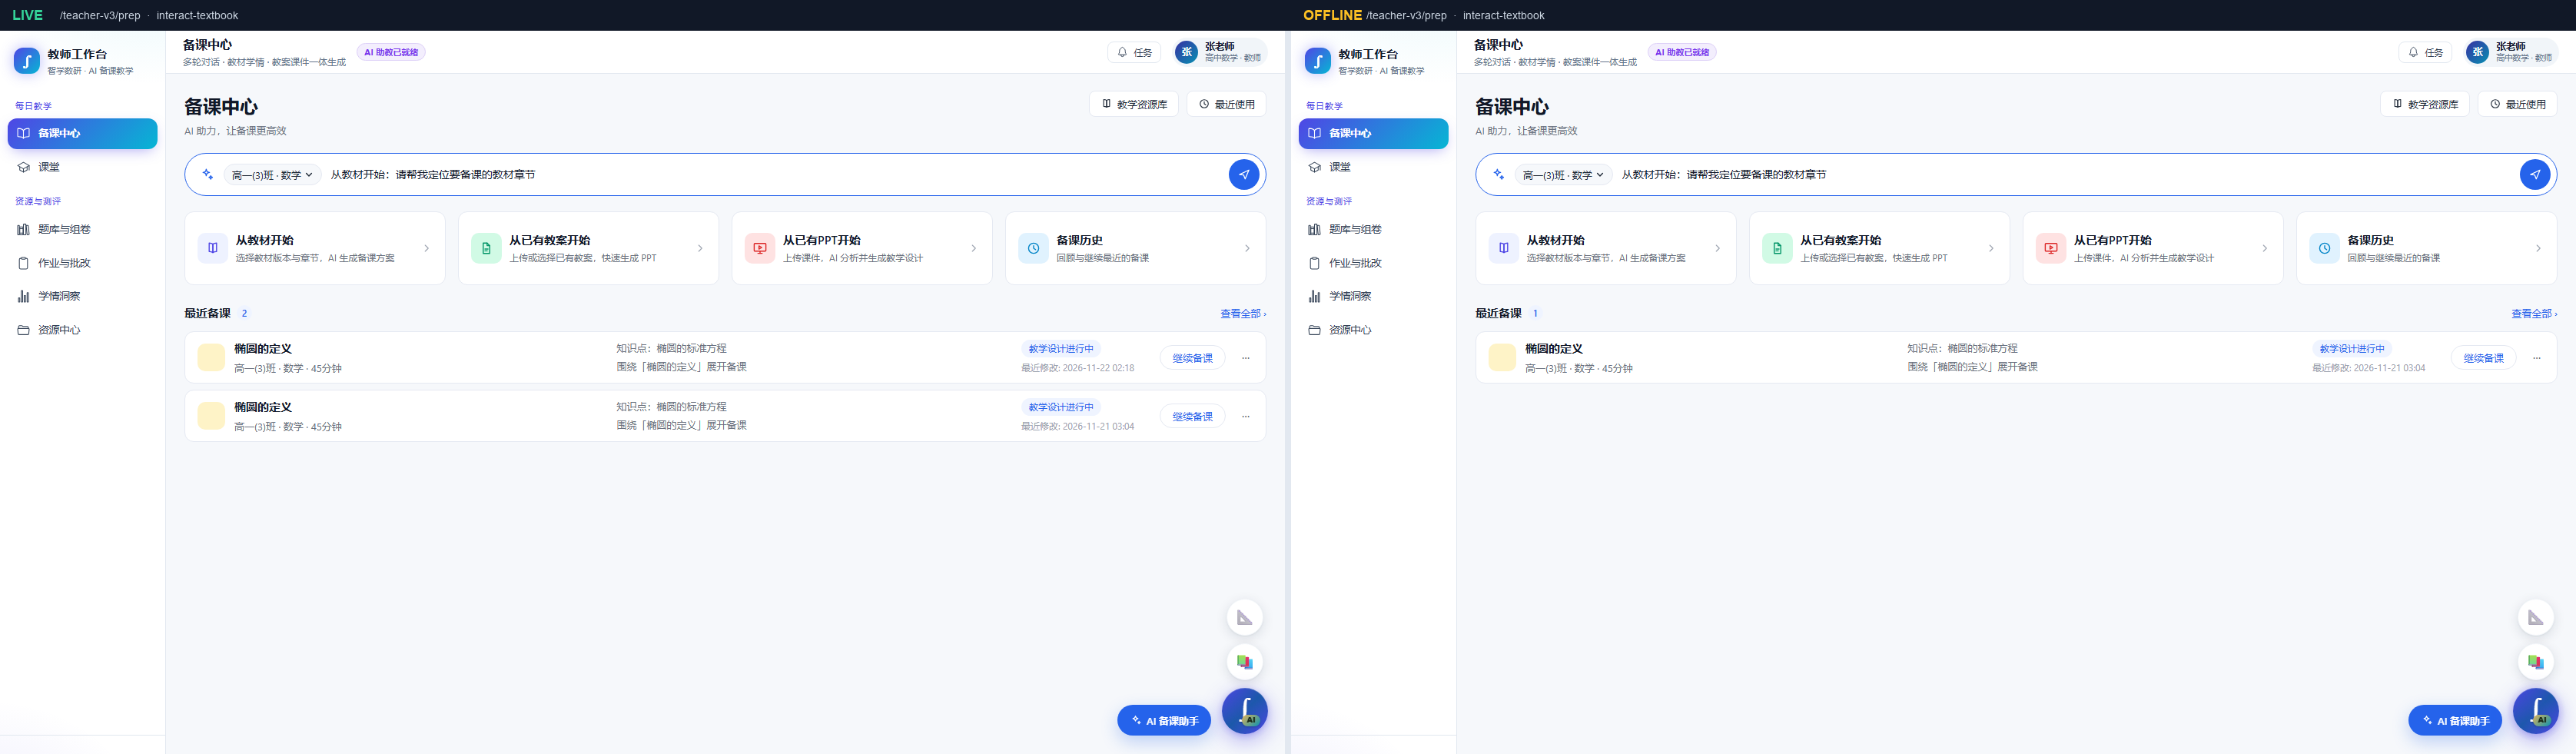 LIVE /teacher-v3/prep · interact-textbook
教师工作台
智学数研 · AI 备课教学
每日教学
备课中心
课堂
资源与测评
题库与组卷
作业与批改
学情洞察
资源中心
备课中心
多轮对话 · 教材学情 · 教案课件一体生成
AI 助教已就绪
任务
张
张老师
高中数学 · 教师
备课中心
AI 助力，让备课更高效
教学资源库
最近使用
高一(3)班 · 数学
从教材开始：请帮我定位要备课的教材章节
从教材开始
选择教材版本与章节，AI 生成备课方案
从已有教案开始
上传或选择已有教案，快速生成 PPT
从已有PPT开始
上传课件，AI 分析并生成教学设计
备课历史
回顾与继续最近的备课
最近备课 2
查看全部 ›
椭圆的定义
高一(3)班 · 数学 · 45分钟
知识点：椭圆的标准方程
围绕「椭圆的定义」展开备课
教学设计进行中
最近修改: 2026-11-22 02:18
继续备课
···
椭圆的定义
高一(3)班 · 数学 · 45分钟
知识点：椭圆的标准方程
围绕「椭圆的定义」展开备课
教学设计进行中
最近修改: 2026-11-21 03:04
继续备课
···
AI 备课助手
∫
AI
OFFLINE /teacher-v3/prep · interact-textbook
教师工作台
智学数研 · AI 备课教学
每日教学
备课中心
课堂
资源与测评
题库与组卷
作业与批改
学情洞察
资源中心
备课中心
多轮对话 · 教材学情 · 教案课件一体生成
AI 助教已就绪
任务
张
张老师
高中数学 · 教师
备课中心
AI 助力，让备课更高效
教学资源库
最近使用
高一(3)班 · 数学
从教材开始：请帮我定位要备课的教材章节
从教材开始
选择教材版本与章节，AI 生成备课方案
从已有教案开始
上传或选择已有教案，快速生成 PPT
从已有PPT开始
上传课件，AI 分析并生成教学设计
备课历史
回顾与继续最近的备课
最近备课 1
查看全部 ›
椭圆的定义
高一(3)班 · 数学 · 45分钟
知识点：椭圆的标准方程
围绕「椭圆的定义」展开备课
教学设计进行中
最近修改: 2026-11-21 03:04
继续备课
···
AI 备课助手
∫
AI